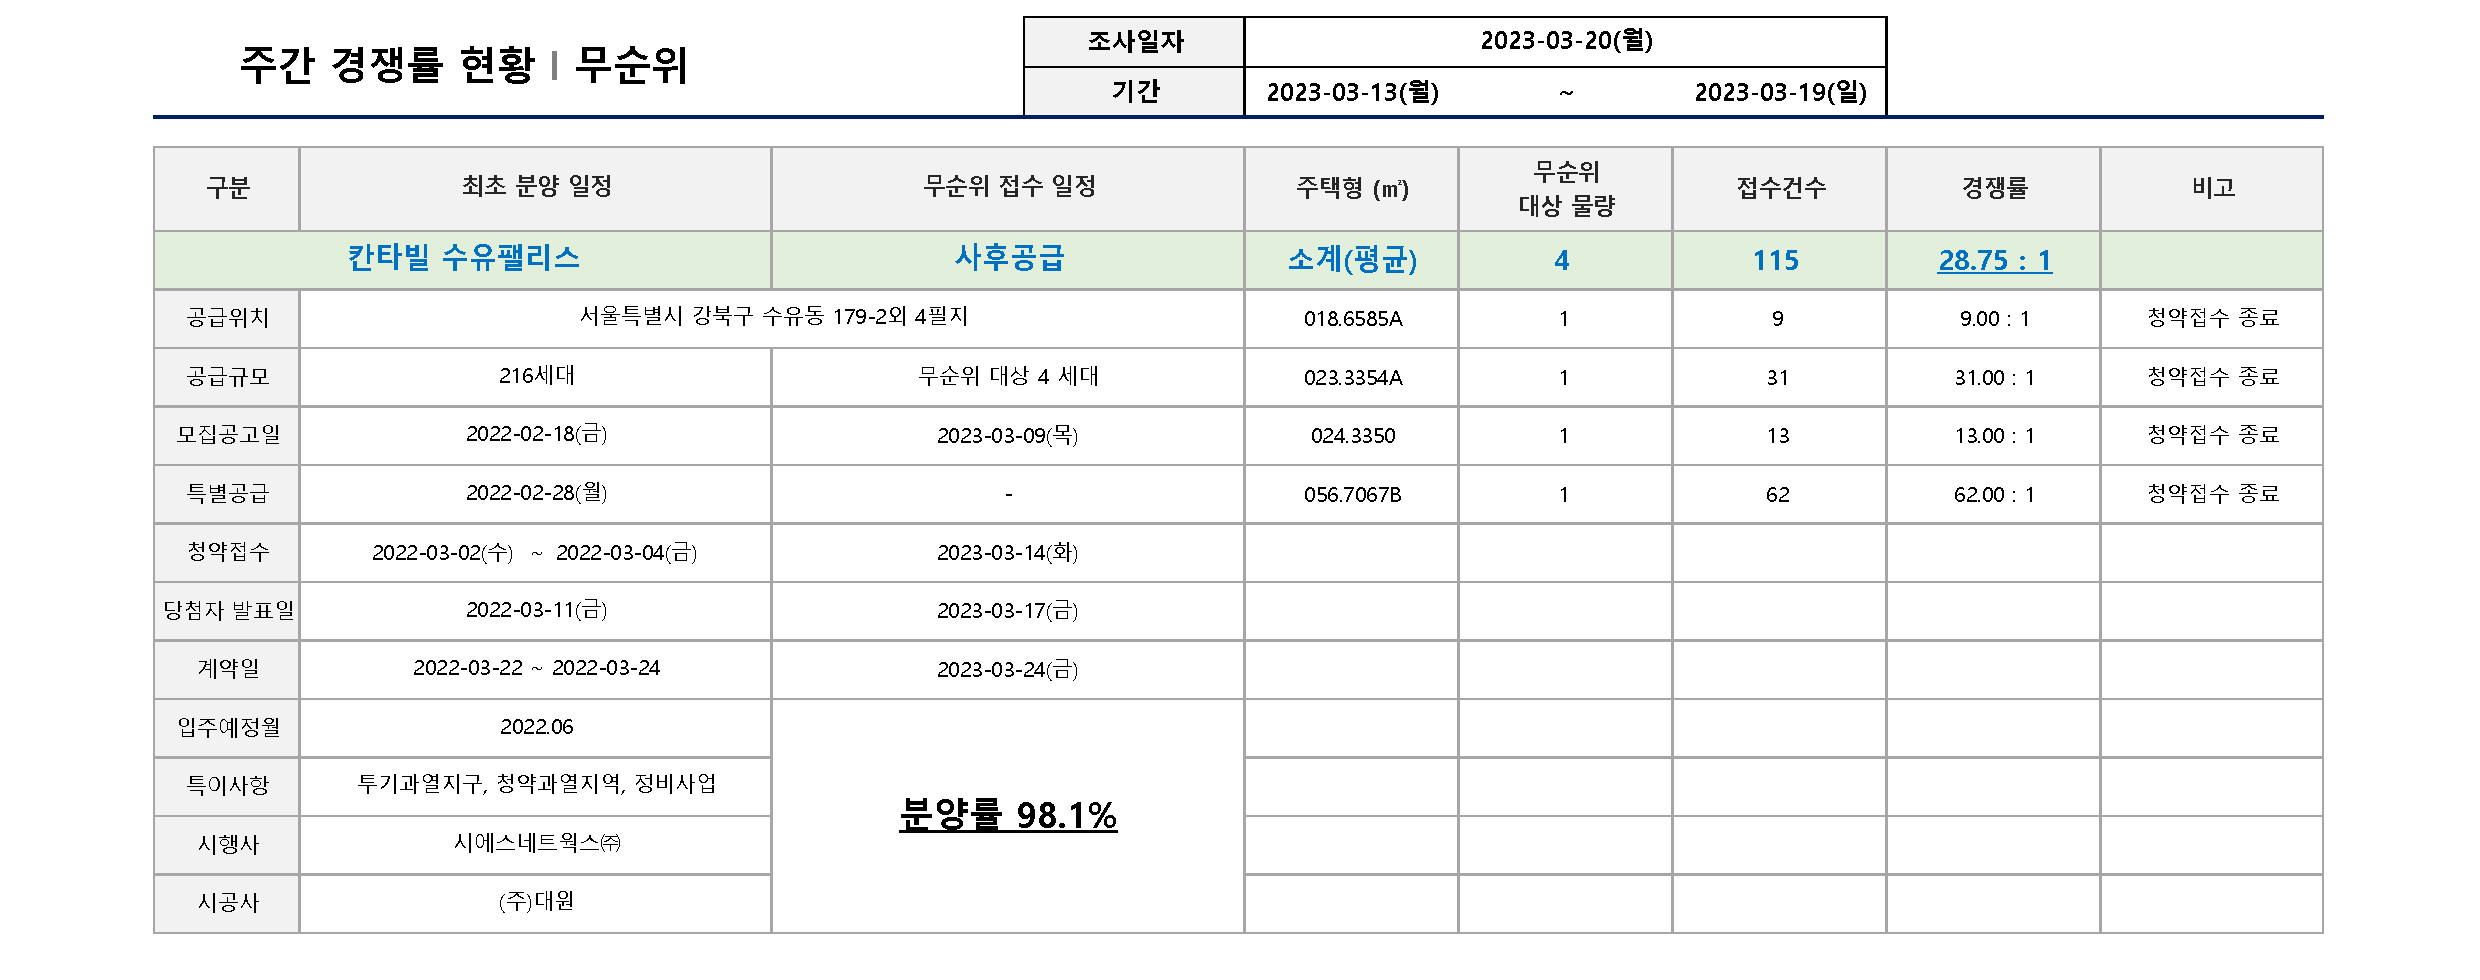 주간 경쟁률 현황 I 무순위
조사일자 2023-03-20(월)
기간 2023-03-13(월) ~ 2023-03-19(일)
구분 최초 분양 일정 무순위 접수 일정 주택형 (㎡) 무순위 대상 물량 접수건수 경쟁률 비고
칸타빌 수유팰리스 사후공급 소계(평균) 4 115 28.75 : 1
공급위치 서울특별시 강북구 수유동 179-2외 4필지 018.6585A 1 9 9.00 : 1 청약접수 종료
공급규모 216세대 무순위 대상 4 세대 023.3354A 1 31 31.00 : 1 청약접수 종료
모집공고일 2022-02-18(금) 2023-03-09(목) 024.3350 1 13 13.00 : 1 청약접수 종료
특별공급 2022-02-28(월) - 056.7067B 1 62 62.00 : 1 청약접수 종료
청약접수 2022-03-02(수) ~ 2022-03-04(금) 2023-03-14(화)
당첨자 발표일 2022-03-11(금) 2023-03-17(금)
계약일 2022-03-22 ~ 2022-03-24 2023-03-24(금)
입주예정월 2022.06
특이사항 투기과열지구, 청약과열지역, 정비사업
분양률 98.1%
시행사 시에스네트웍스㈜
시공사 (주)대원